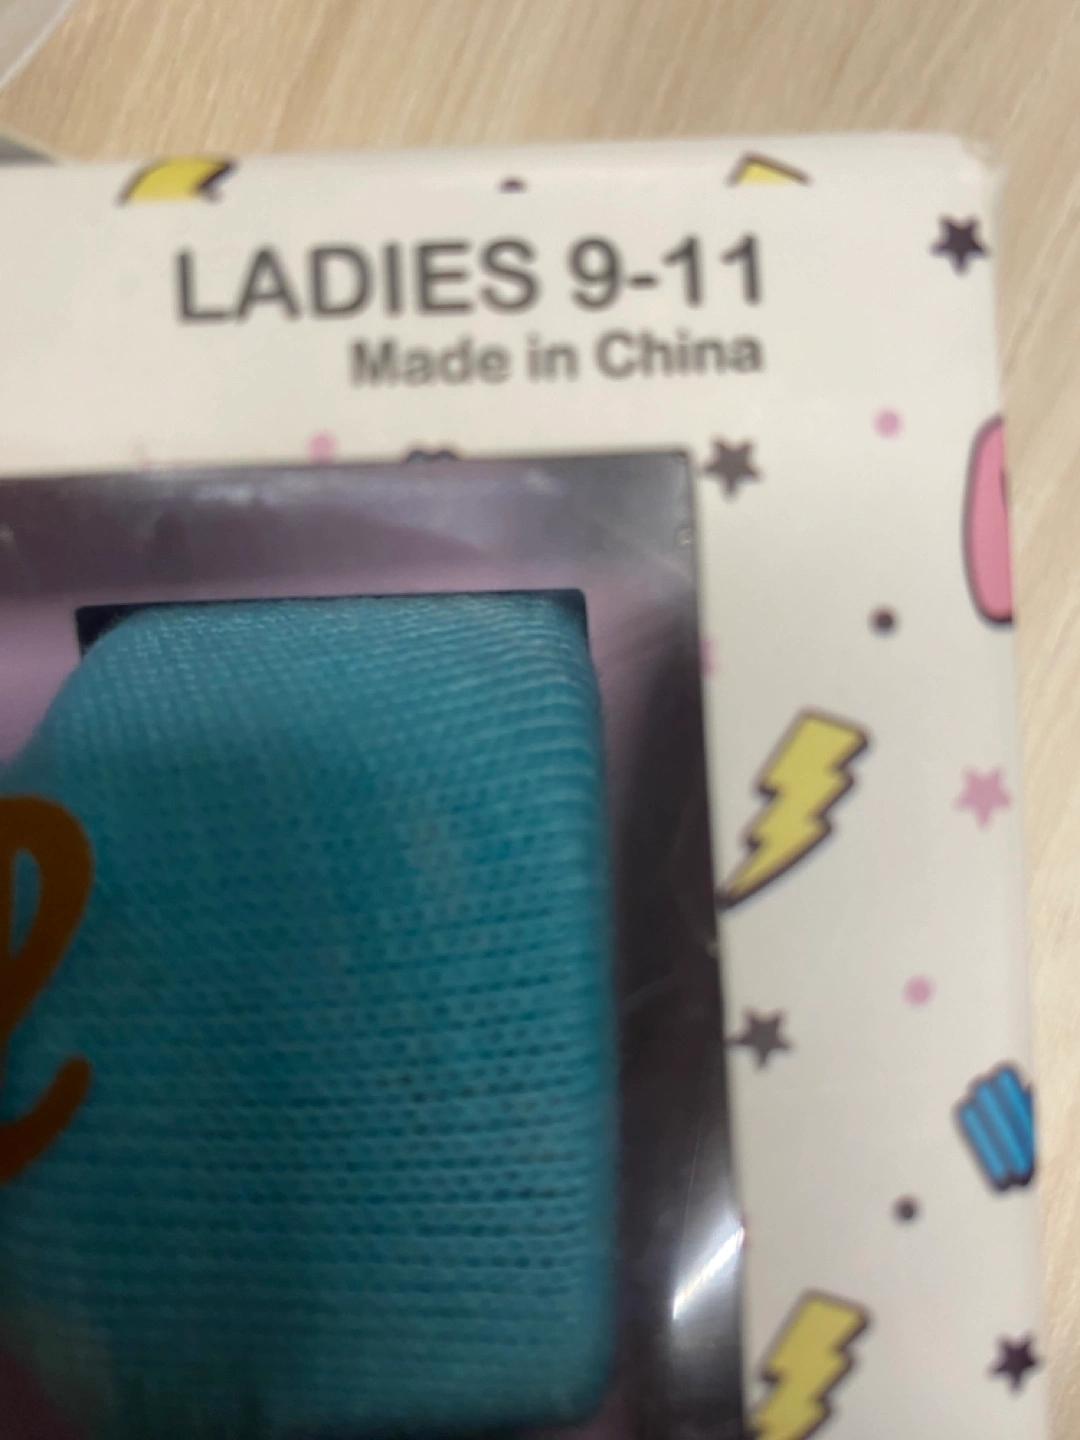 LADIES 9-11
Made in China